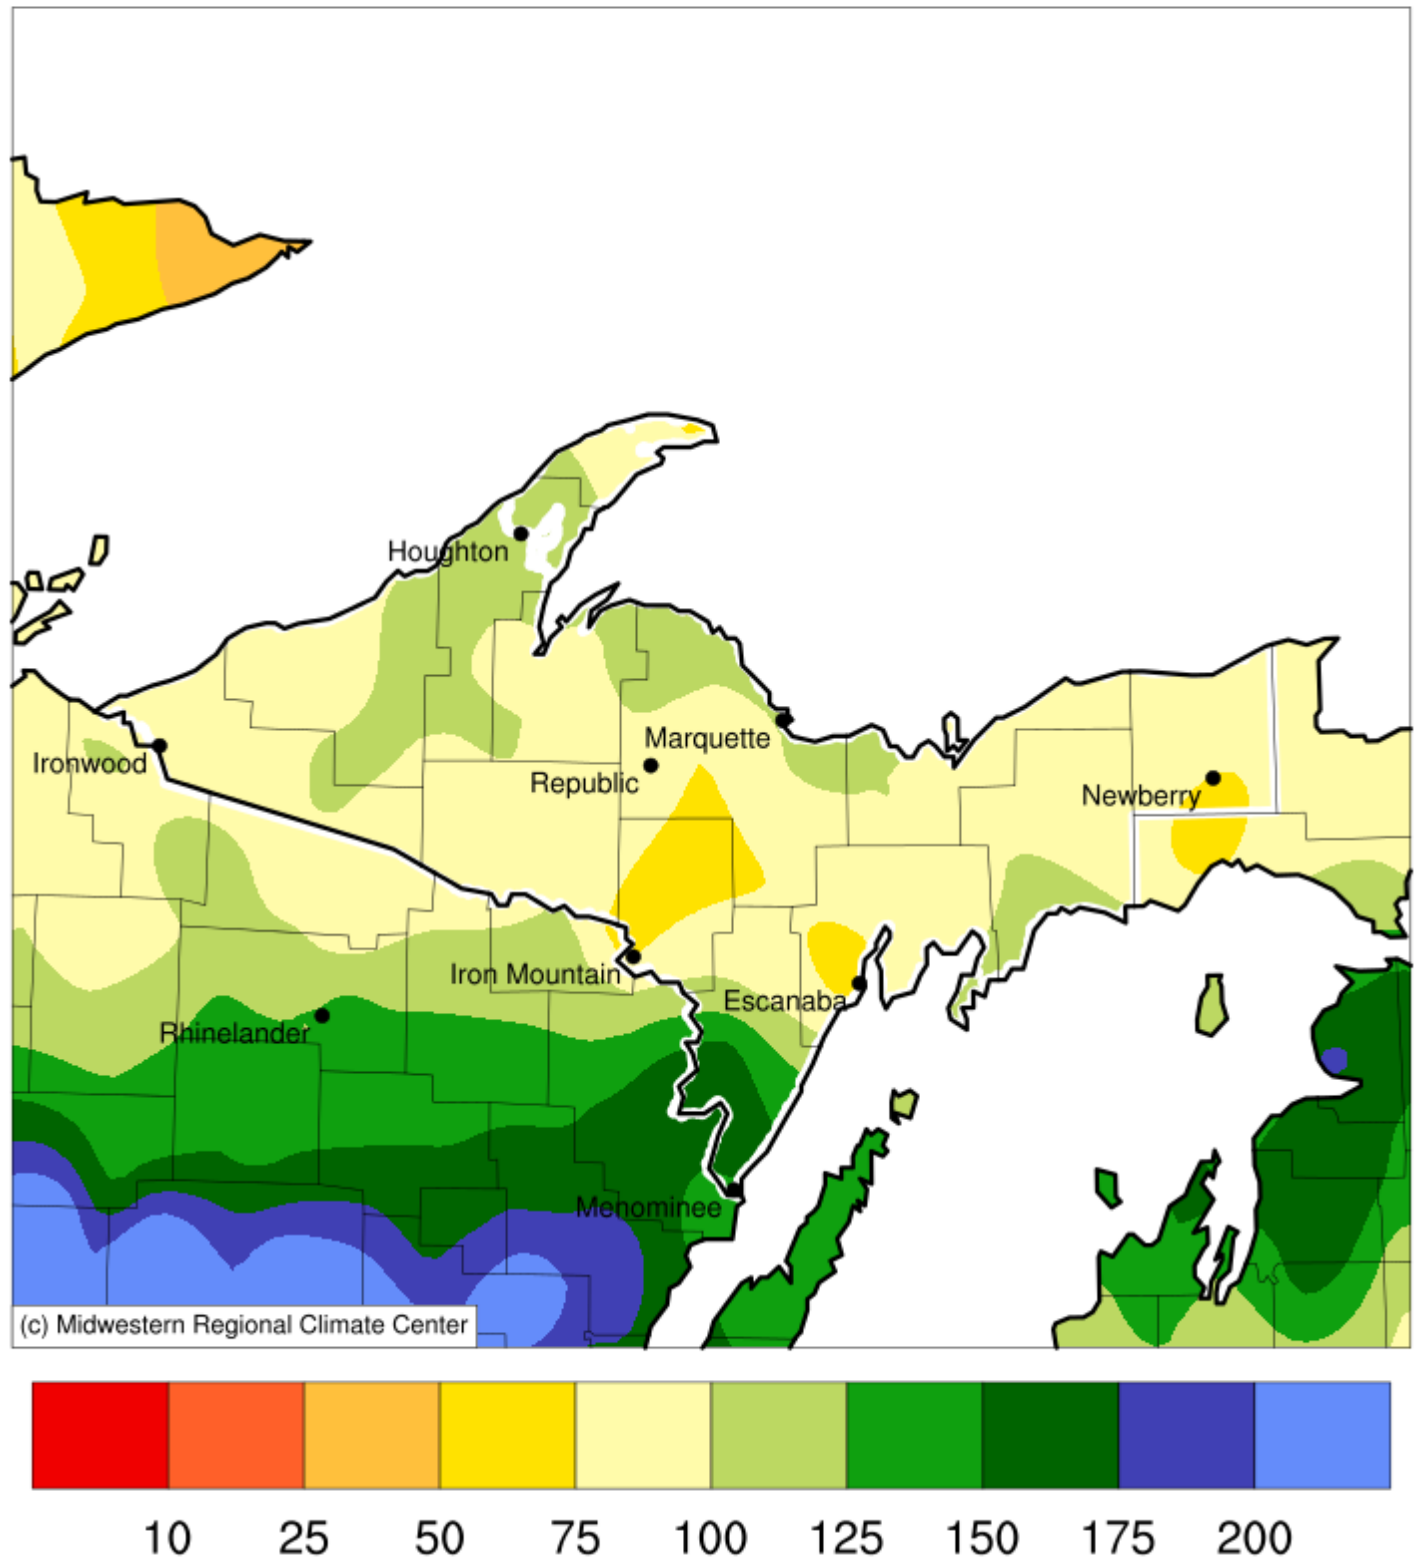 Houghton
Marquette
Ironwood
Republic
Newberry
Iron Mountain
Escanaba
Rhinelander
Menominee
(c) Midwestern Regional Climate Center
10 25 50 75 100 125 150 175 200